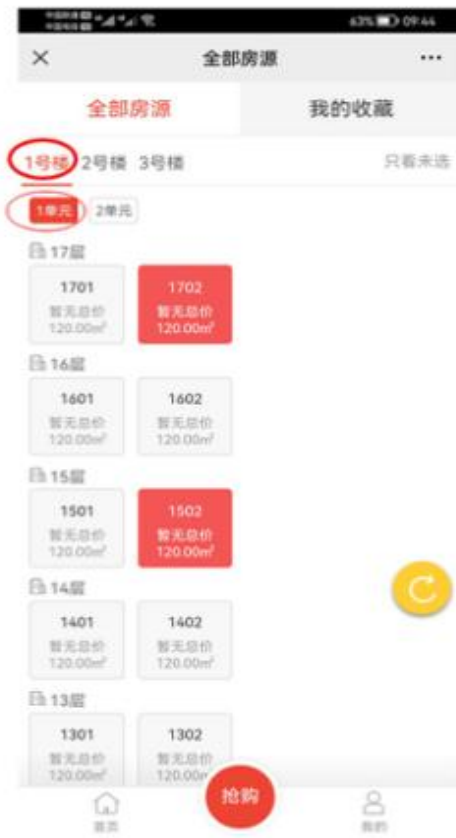 63% 09:44
全部房源
全部房源 我的收藏
1号楼 2号楼 3号楼 只看未选
1单元 2单元
17层
1701 1702
暂无总价 暂无总价
120.00㎡ 120.00㎡
16层
1601 1602
暂无总价 暂无总价
120.00㎡ 120.00㎡
15层
1501 1502
暂无总价 暂无总价
120.00㎡ 120.00㎡
14层
1401 1402
暂无总价 暂无总价
120.00㎡ 120.00㎡
13层
1301 1302
暂无总价 暂无总价
120.00㎡ 120.00㎡
抢购
首页 我的